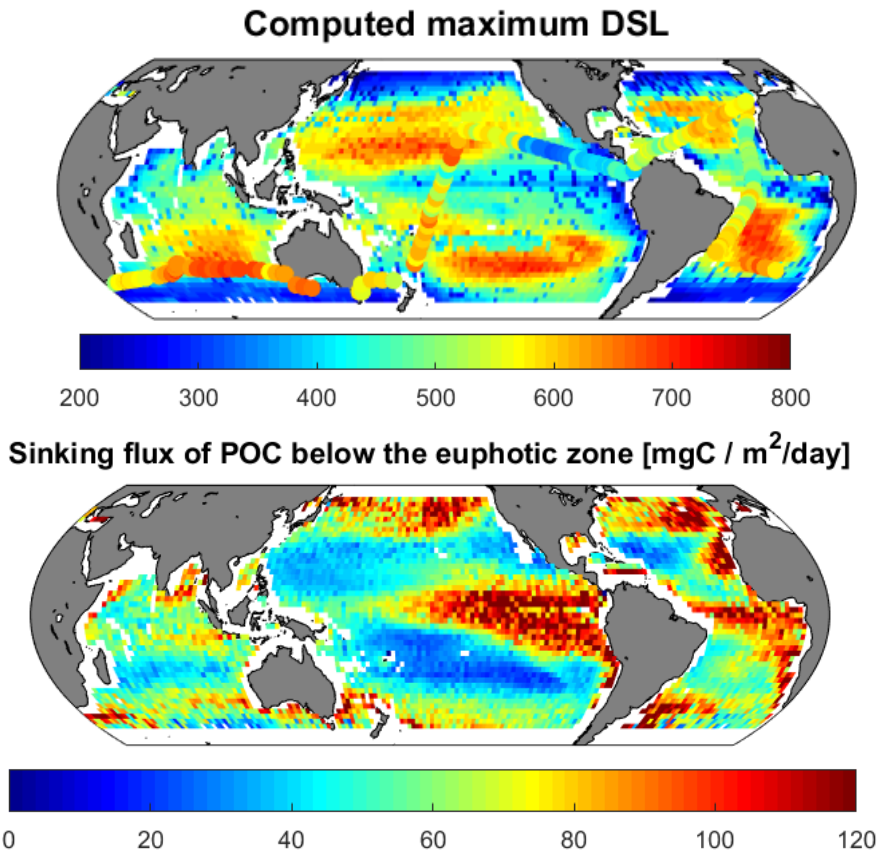 Computed maximum DSL
200 300 400 500 600 700 800
Sinking flux of POC below the euphotic zone [mgC / m²/day]
0 20 40 60 80 100 120